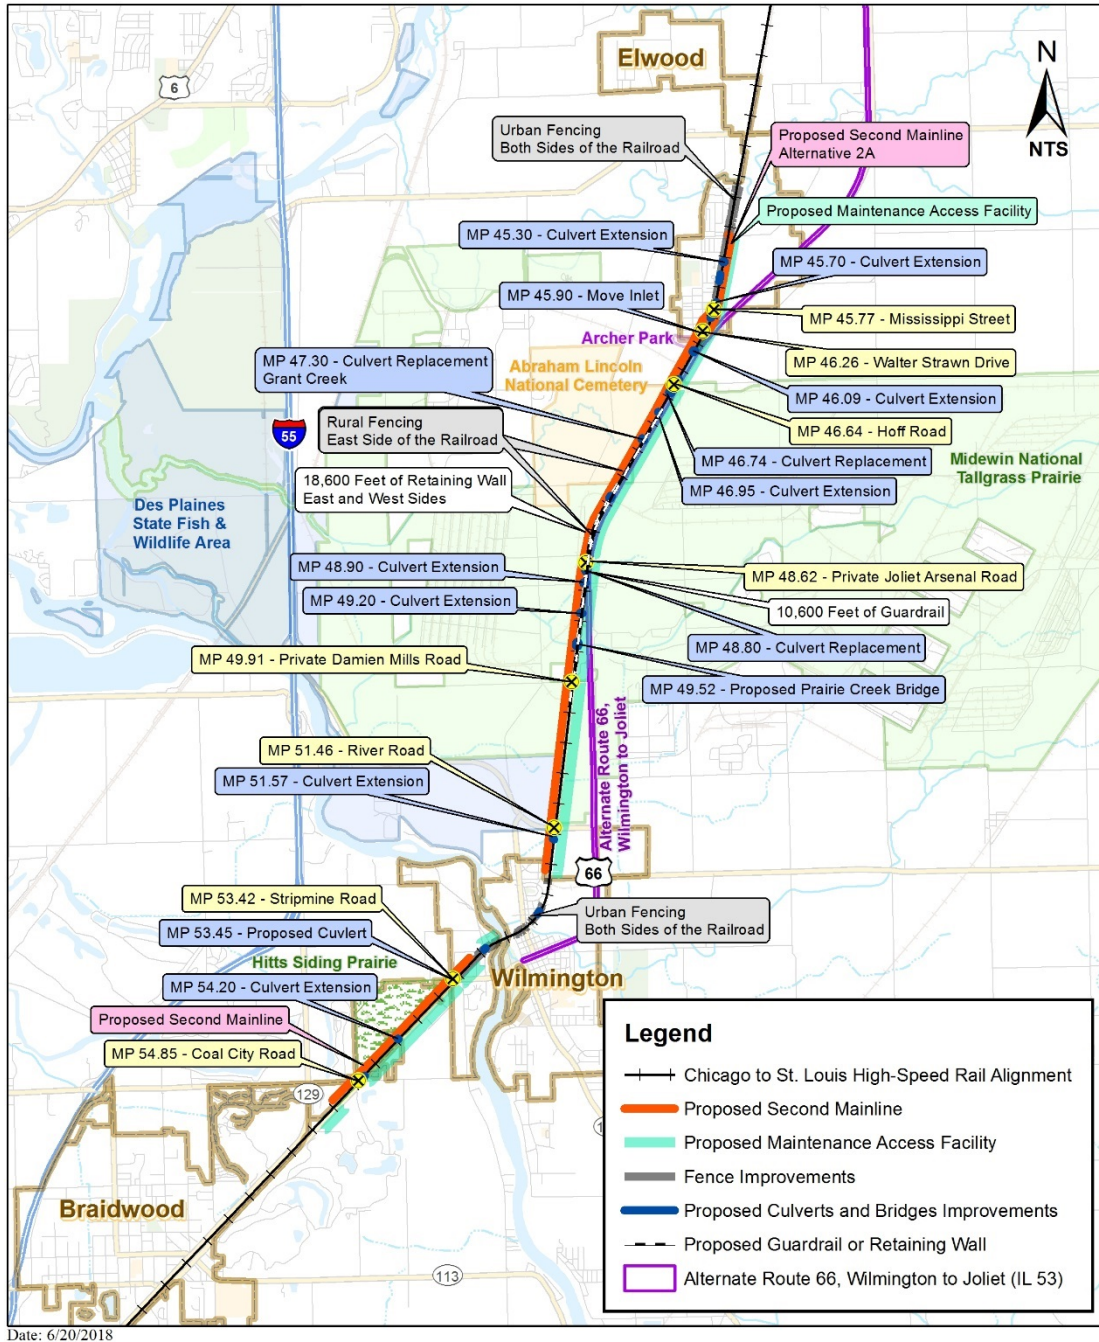 Elwood
6
N
NTS
Urban Fencing
Both Sides of the Railroad
Proposed Second Mainline
Alternative 2A
Proposed Maintenance Access Facility
MP 45.30 - Culvert Extension
MP 45.70 - Culvert Extension
MP 45.90 - Move Inlet
MP 45.77 - Mississippi Street
Archer Park
MP 47.30 - Culvert Replacement
Grant Creek
Abraham Lincoln
National Cemetery
MP 46.26 - Walter Strawn Drive
MP 46.09 - Culvert Extension
55
Rural Fencing
East Side of the Railroad
MP 46.64 - Hoff Road
MP 46.74 - Culvert Replacement
Midewin National
Tallgrass Prairie
18,600 Feet of Retaining Wall
East and West Sides
MP 46.95 - Culvert Extension
Des Plaines
State Fish &
Wildlife Area
MP 48.90 - Culvert Extension
MP 48.62 - Private Joliet Arsenal Road
MP 49.20 - Culvert Extension
10,600 Feet of Guardrail
MP 48.80 - Culvert Replacement
MP 49.91 - Private Damien Mills Road
MP 49.52 - Proposed Prairie Creek Bridge
Alternate Route 66,
Wilmington to Joliet
MP 51.46 - River Road
MP 51.57 - Culvert Extension
66
MP 53.42 - Stripmine Road
Urban Fencing
Both Sides of the Railroad
MP 53.45 - Proposed Cuvlert
Hitts Siding Prairie
Wilmington
MP 54.20 - Culvert Extension
Proposed Second Mainline
MP 54.85 - Coal City Road
129
Braidwood
113
Legend
Chicago to St. Louis High-Speed Rail Alignment
Proposed Second Mainline
Proposed Maintenance Access Facility
Fence Improvements
Proposed Culverts and Bridges Improvements
Proposed Guardrail or Retaining Wall
Alternate Route 66, Wilmington to Joliet (IL 53)
Date: 6/20/2018